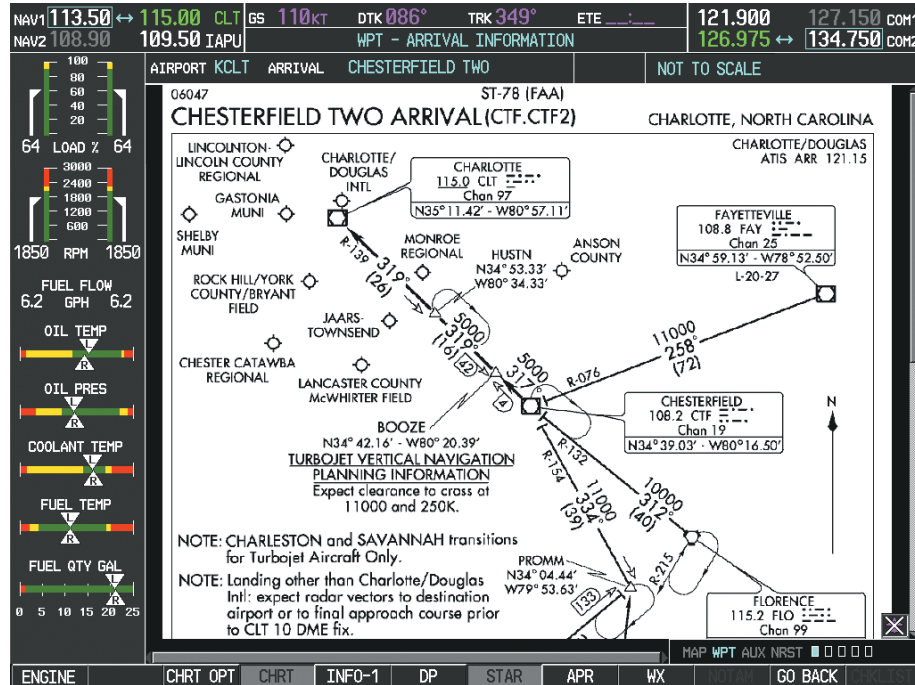 NAV1 113.50 ↔ 115.00 CLT GS 110KT DTK 086° TRK 349° ETE __:__ 121.900 127.150 COM1
NAV2 108.90 109.50 IAPU WPT - ARRIVAL INFORMATION 126.975 ↔ 134.750 COM2
AIRPORT KCLT ARRIVAL CHESTERFIELD TWO NOT TO SCALE
100
80
60
40
20
64 LOAD % 64
3000
2400
1800
1200
600
1850 RPM 1850
FUEL FLOW
6.2 GPH 6.2
OIL TEMP
L
R
OIL PRES
L
R
COOLANT TEMP
L
R
FUEL TEMP
L
R
FUEL QTY GAL
L
R
0 5 10 15 20 25
06047 ST-78 (FAA)
CHESTERFIELD TWO ARRIVAL (CTF.CTF2) CHARLOTTE, NORTH CAROLINA
CHARLOTTE/DOUGLAS
ATIS ARR 121.15
LINCOLNTON-
LINCOLN COUNTY
REGIONAL
CHARLOTTE/
DOUGLAS
INTL
CHARLOTTE
115.0 CLT
Chan 97
N35°11.42' - W80°57.11'
GASTONIA
MUNI
SHELBY
MUNI
FAYETTEVILLE
108.8 FAY
Chan 25
N34°59.13' - W78°52.50'
L-20-27
R-139
319°
(26)
MONROE
REGIONAL
HUSTN
N34°53.33'
W80°34.33'
ANSON
COUNTY
ROCK HILL/YORK
COUNTY/BRYANT
FIELD
JAARS-
TOWNSEND
5000
319°
(16)
42
CHESTER CATAWBA
REGIONAL
LANCASTER COUNTY
McWHIRTER FIELD
5000
317°
4
11000
258°
(72)
R-076
BOOZE
N34°42.16' - W80°20.39'
CHESTERFIELD
108.2 CTF
Chan 19
N34°39.03' - W80°16.50'
N
TURBOJET VERTICAL NAVIGATION
PLANNING INFORMATION
Expect clearance to cross at
11000 and 250K.
R-132
R-154
11000
334°
(39)
10000
312°
(40)
NOTE: CHARLESTON and SAVANNAH transitions
for Turbojet Aircraft Only.
NOTE: Landing other than Charlotte/Douglas
Intl: expect radar vectors to destination
airport or to final approach course prior
to CLT 10 DME fix.
PROMM
N34°04.44'
W79°53.63'
133
R-215
FLORENCE
115.2 FLO
Chan 99
MAP WPT AUX NRST
ENGINE CHRT OPT CHRT INFO-1 DP STAR APR WX NOTAM GO BACK CHKLIST